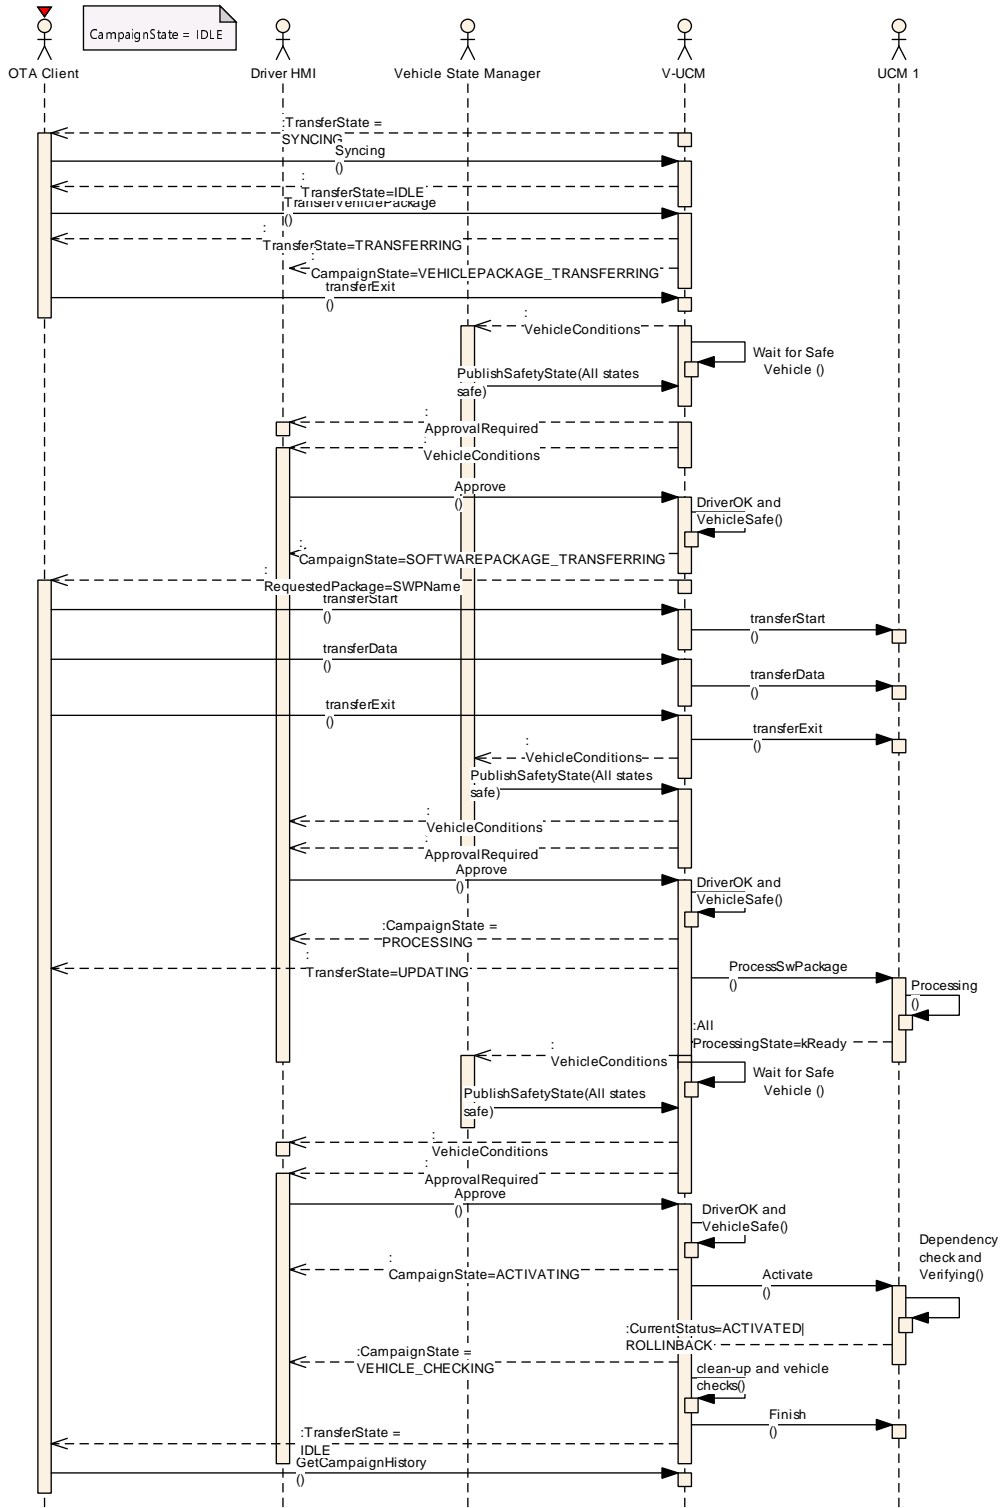 CampaignState = IDLE
OTA Client
Driver HMI
Vehicle State Manager
V-UCM
UCM 1
:TransferState =
SYNCING
Syncing
()
:
TransferState=IDLE
TransferVehiclePackage
()
:
TransferState=TRANSFERRING
:
CampaignState=VEHICLEPACKAGE_TRANSFERRING
transferExit
()
:
VehicleConditions
Wait for Safe
Vehicle ()
PublishSafetyState(All states
safe)
:
ApprovalRequired
:
VehicleConditions
Approve
()
DriverOK and
VehicleSafe()
:
CampaignState=SOFTWAREPACKAGE_TRANSFERRING
:
RequestedPackage=SWPName
transferStart
()
transferStart
()
transferData
()
transferData
()
transferExit
()
transferExit
()
:
VehicleConditions
PublishSafetyState(All states
safe)
:
VehicleConditions
:
ApprovalRequired
Approve
()
DriverOK and
VehicleSafe()
:CampaignState =
PROCESSING
:
TransferState=UPDATING
ProcessSwPackage
()
Processing
()
:All
ProcessingState=kReady
:
VehicleConditions
Wait for Safe
Vehicle ()
PublishSafetyState(All states
safe)
:
VehicleConditions
:
ApprovalRequired
Approve
()
DriverOK and
VehicleSafe()
Dependency
check and
Verifying()
:
CampaignState=ACTIVATING
Activate
()
:CurrentStatus=ACTIVATED|
ROLLINBACK
:CampaignState =
VEHICLE_CHECKING
clean-up and vehicle
checks()
Finish
()
:TransferState =
IDLE
GetCampaignHistory
()